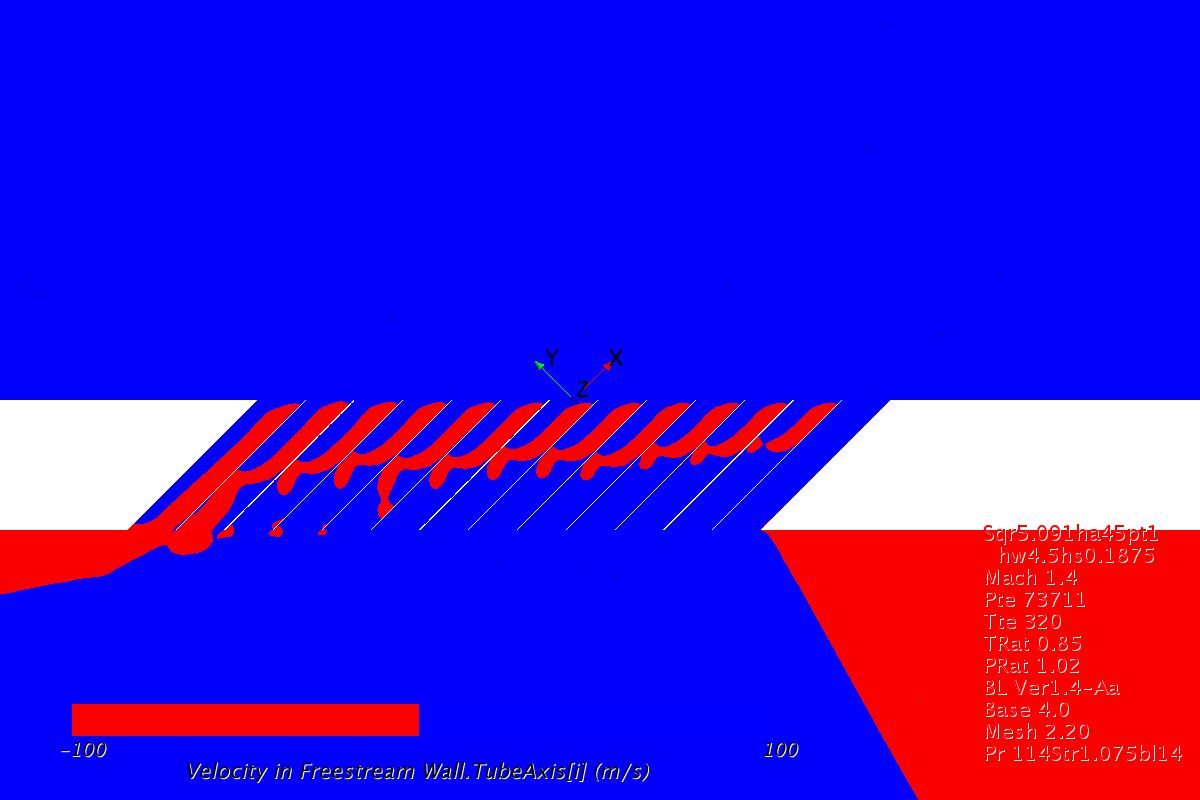 Y X
Z
Sqr5.091ha45pt1
hw4.5hs0.1875
Mach 1.4
Pte 73711
Tte 320
TRat 0.85
PRat 1.02
BL Ver1.4-Aa
Base 4.0
Mesh 2.20
Pr 114Str1.075bl14
-100 100
Velocity in Freestream Wall.TubeAxis[i] (m/s)